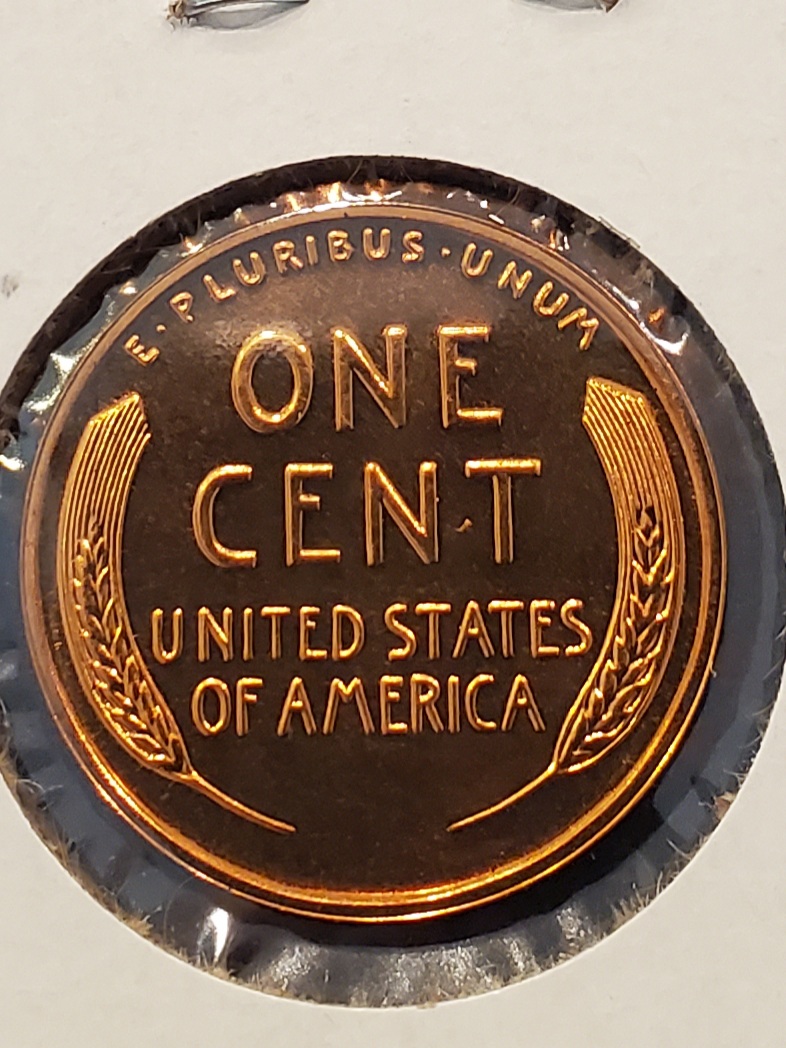 E·PLURIBUS·UNUM
ONE
CENT
UNITED STATES
OF AMERICA